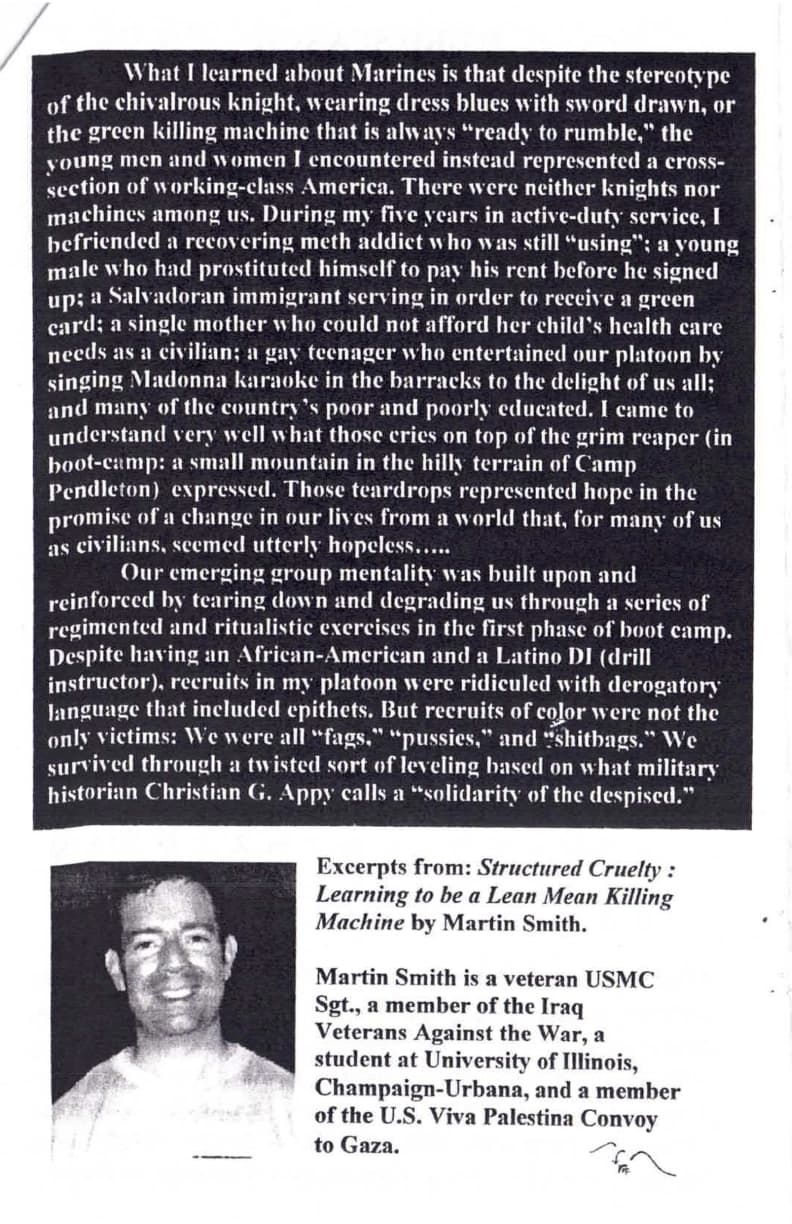 What I learned about Marines is that despite the stereotype
of the chivalrous knight, wearing dress blues with sword drawn, or
the green killing machine that is always “ready to rumble,” the
young men and women I encountered instead represented a cross-
section of working-class America. There were neither knights nor
machines among us. During my five years in active-duty service, I
befriended a recovering meth addict who was still “using”; a young
male who had prostituted himself to pay his rent before he signed
up; a Salvadoran immigrant serving in order to receive a green
card; a single mother who could not afford her child’s health care
needs as a civilian; a gay teenager who entertained our platoon by
singing Madonna karaoke in the barracks to the delight of us all;
and many of the country’s poor and poorly educated. I came to
understand very well what those cries on top of the grim reaper (in
boot-camp: a small mountain in the hilly terrain of Camp
Pendleton) expressed. Those teardrops represented hope in the
promise of a change in our lives from a world that, for many of us
as civilians, seemed utterly hopeless.....
Our emerging group mentality was built upon and
reinforced by tearing down and degrading us through a series of
regimented and ritualistic exercises in the first phase of boot camp.
Despite having an African-American and a Latino DI (drill
instructor), recruits in my platoon were ridiculed with derogatory
language that included epithets. But recruits of color were not the
only victims: We were all “fags,” “pussies,” and “shitbags.” We
survived through a twisted sort of leveling based on what military
historian Christian G. Appy calls a “solidarity of the despised.”
Excerpts from: Structured Cruelty :
Learning to be a Lean Mean Killing
Machine by Martin Smith.
Martin Smith is a veteran USMC
Sgt., a member of the Iraq
Veterans Against the War, a
student at University of Illinois,
Champaign-Urbana, and a member
of the U.S. Viva Palestina Convoy
to Gaza.